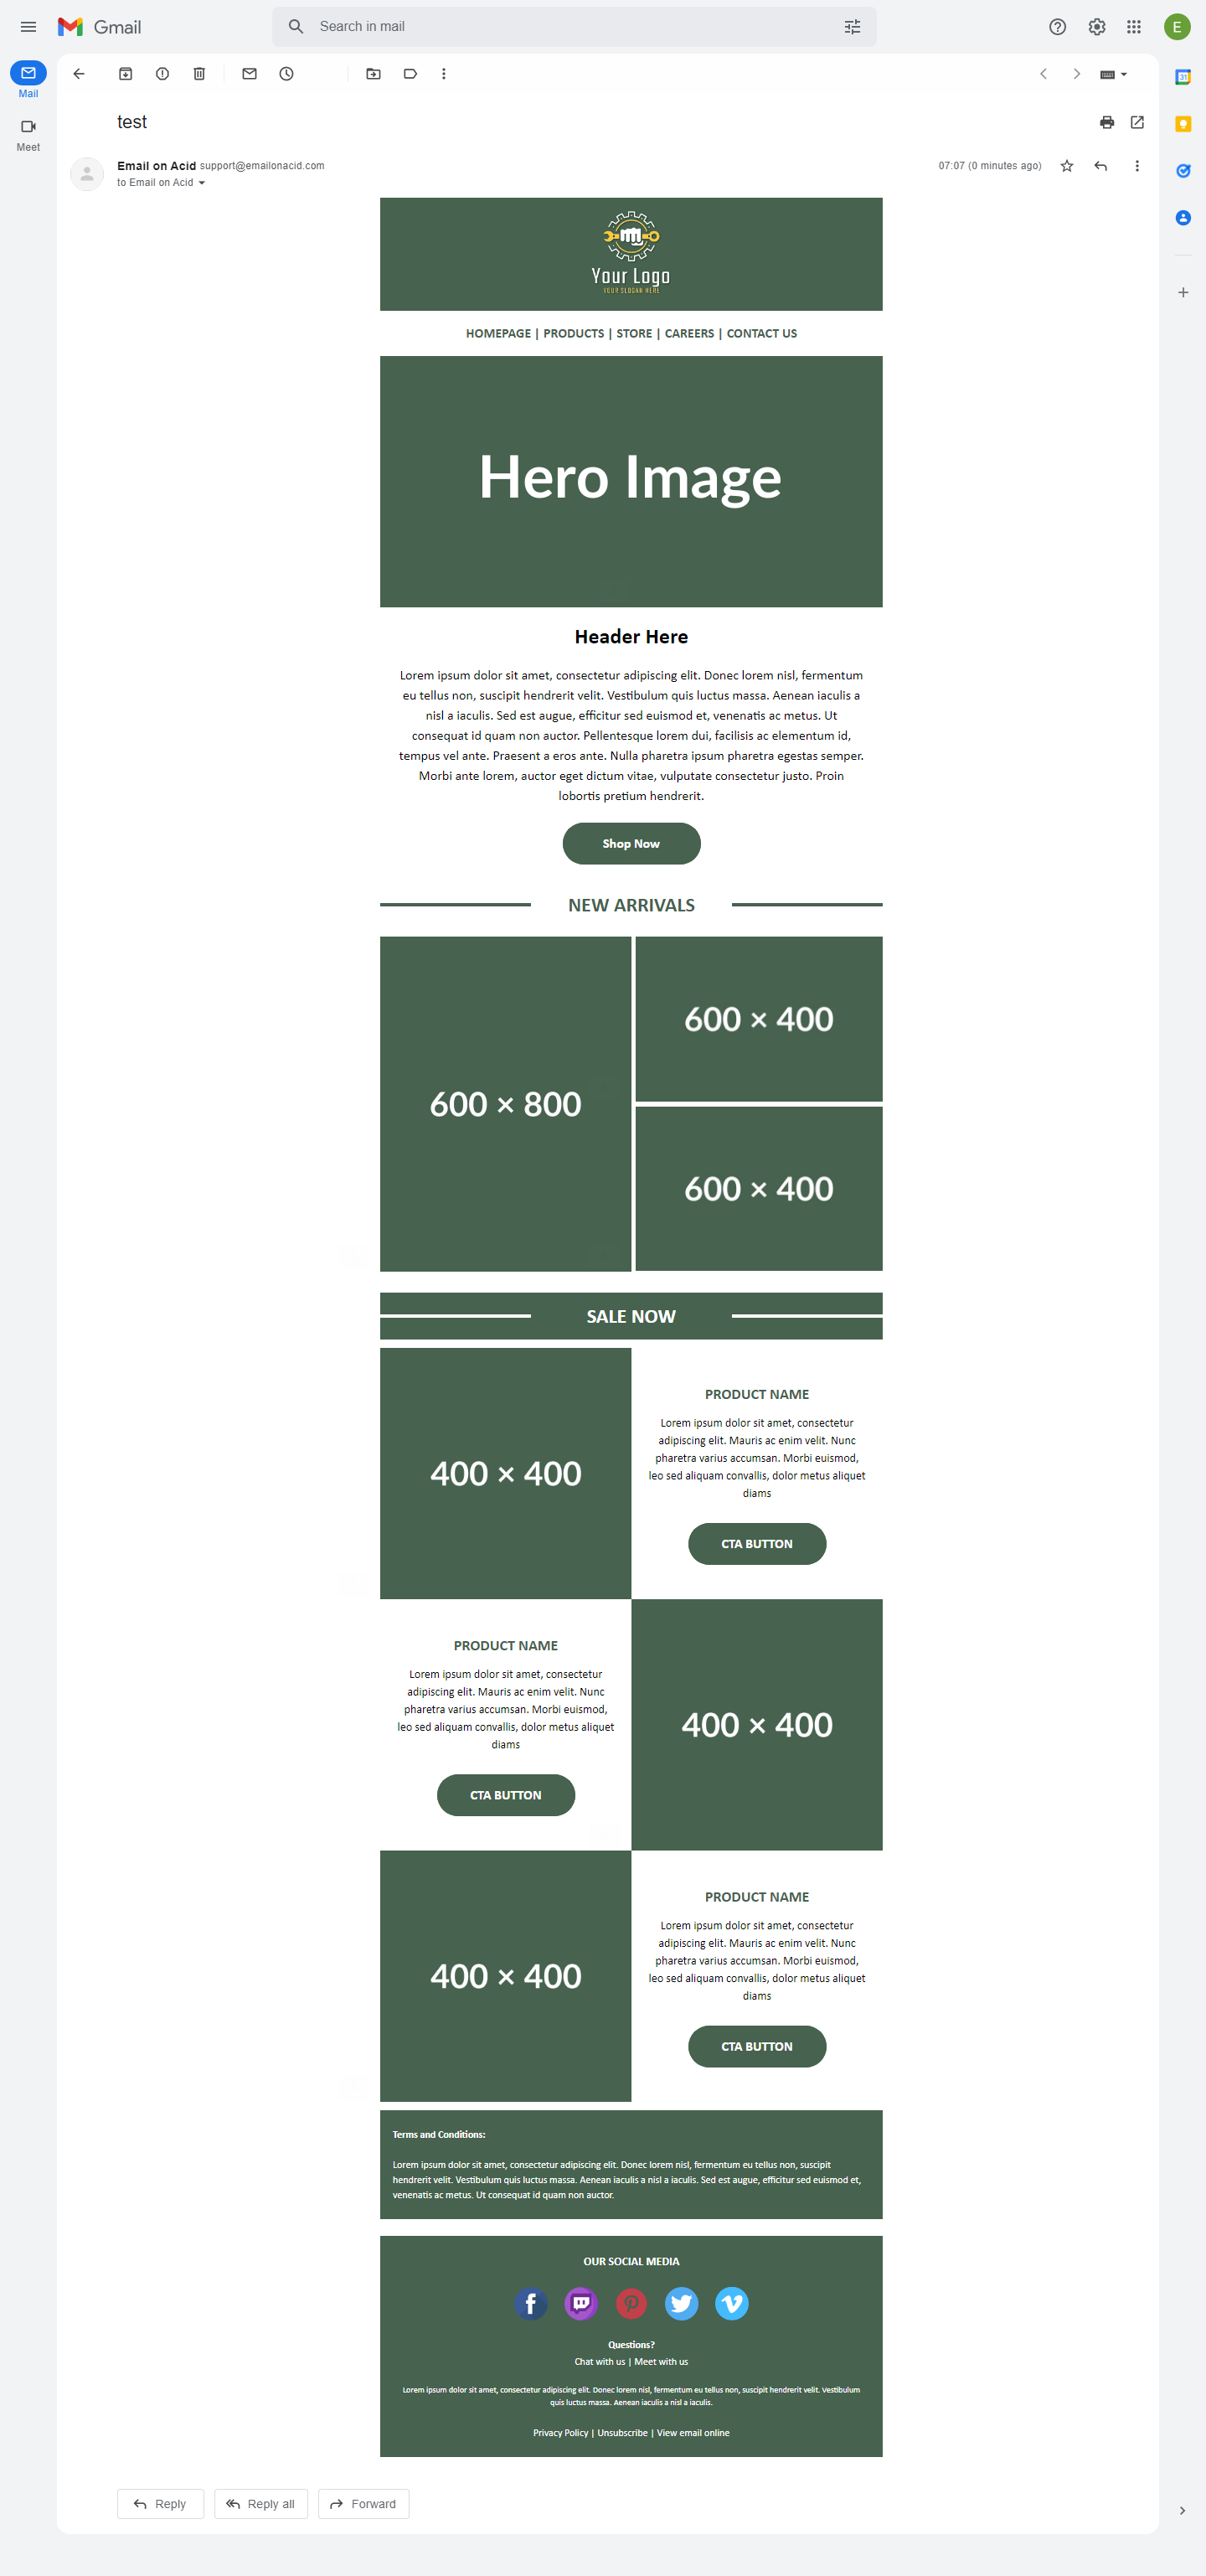 Gmail
Search in mail
E
Mail
Meet
31
test
Email on Acid support@emailonacid.com
07:07 (0 minutes ago)
to Email on Acid
Your Logo
YOUR SLOGAN HERE
HOMEPAGE | PRODUCTS | STORE | CAREERS | CONTACT US
Hero Image
Header Here
Lorem ipsum dolor sit amet, consectetur adipiscing elit. Donec lorem nisl, fermentum
eu tellus non, suscipit hendrerit velit. Vestibulum quis luctus massa. Aenean iaculis a
nisl a iaculis. Sed est augue, efficitur sed euismod et, venenatis ac metus. Ut
consequat id quam non auctor. Pellentesque lorem dui, facilisis ac elementum id,
tempus vel ante. Praesent a eros ante. Nulla pharetra ipsum pharetra egestas semper.
Morbi ante lorem, auctor eget dictum vitae, vulputate consectetur justo. Proin
lobortis pretium hendrerit.
Shop Now
NEW ARRIVALS
600 × 800
600 × 400
600 × 400
SALE NOW
400 × 400
PRODUCT NAME
Lorem ipsum dolor sit amet, consectetur
adipiscing elit. Mauris ac enim velit. Nunc
pharetra varius accumsan. Morbi euismod,
leo sed aliquam convallis, dolor metus aliquet
diams
CTA BUTTON
PRODUCT NAME
Lorem ipsum dolor sit amet, consectetur
adipiscing elit. Mauris ac enim velit. Nunc
pharetra varius accumsan. Morbi euismod,
leo sed aliquam convallis, dolor metus aliquet
diams
CTA BUTTON
400 × 400
400 × 400
PRODUCT NAME
Lorem ipsum dolor sit amet, consectetur
adipiscing elit. Mauris ac enim velit. Nunc
pharetra varius accumsan. Morbi euismod,
leo sed aliquam convallis, dolor metus aliquet
diams
CTA BUTTON
Terms and Conditions:
Lorem ipsum dolor sit amet, consectetur adipiscing elit. Donec lorem nisl, fermentum eu tellus non, suscipit
hendrerit velit. Vestibulum quis luctus massa. Aenean iaculis a nisl a iaculis. Sed est augue, efficitur sed euismod et,
venenatis ac metus. Ut consequat id quam non auctor.
OUR SOCIAL MEDIA
Questions?
Chat with us | Meet with us
Lorem ipsum dolor sit amet, consectetur adipiscing elit. Donec lorem nisl, fermentum eu tellus non, suscipit hendrerit velit. Vestibulum
quis luctus massa. Aenean iaculis a nisl a iaculis.
Privacy Policy | Unsubscribe | View email online
Reply
Reply all
Forward